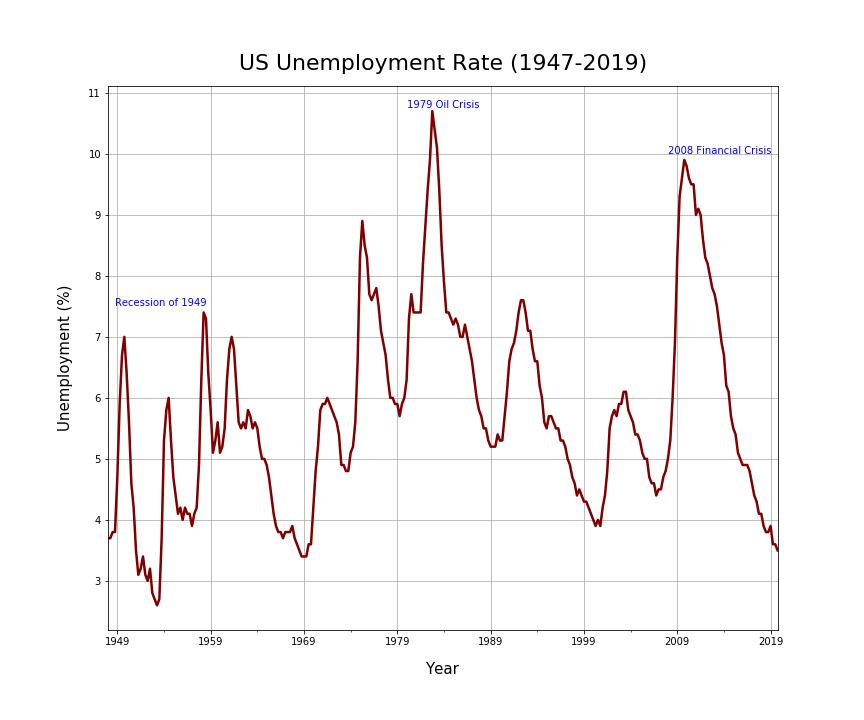 US Unemployment Rate (1947-2019)
11
1979 Oil Crisis
10
2008 Financial Crisis
9
8
Recession of 1949
7
6
5
4
3
Unemployment (%)
1949 1959 1969 1979 1989 1999 2009 2019
Year